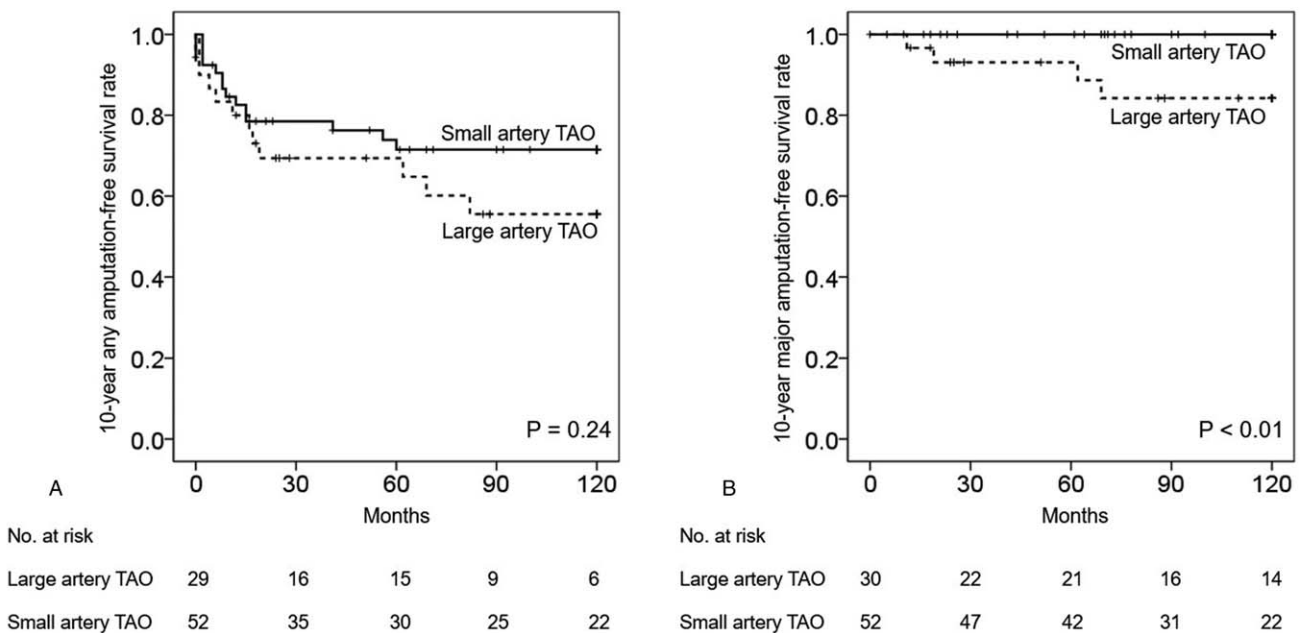 10-year any amputation-free survival rate
1.0
0.8
0.6
0.4
0.2
0.0
Small artery TAO
Large artery TAO
P = 0.24
0 30 60 90 120
A
Months
No. at risk
Large artery TAO 29 16 15 9 6
Small artery TAO 52 35 30 25 22
10-year major amputation-free survival rate
1.0
0.8
0.6
0.4
0.2
0.0
Small artery TAO
Large artery TAO
P < 0.01
0 30 60 90 120
B
Months
No. at risk
Large artery TAO 30 22 21 16 14
Small artery TAO 52 47 42 31 22